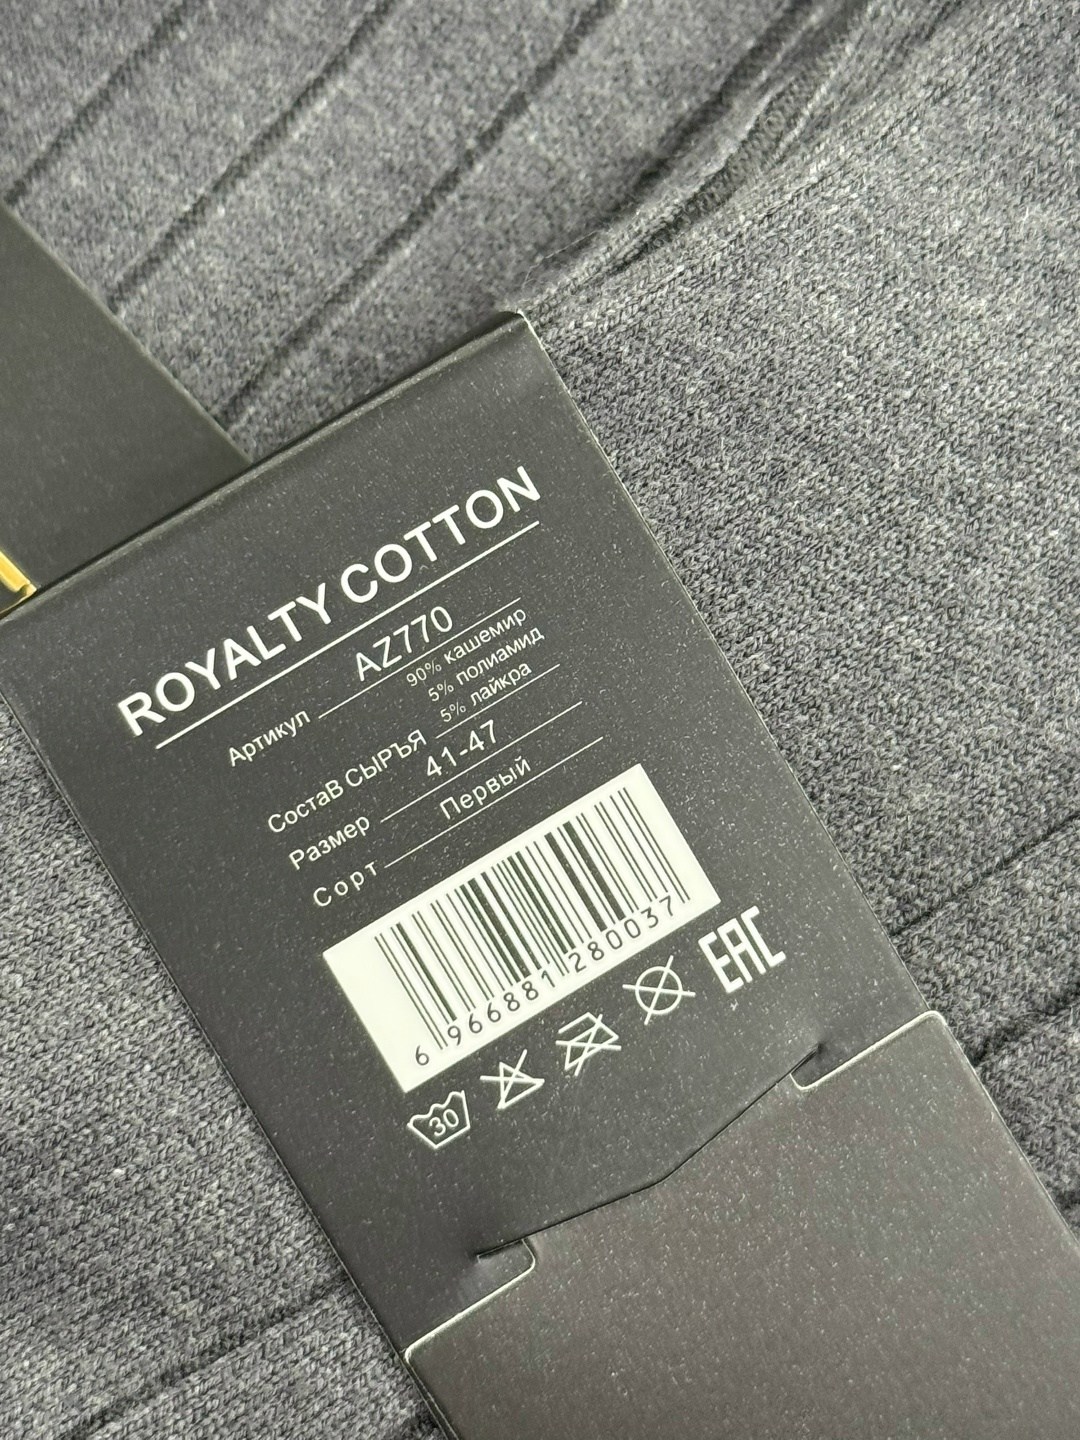 ROYALTY COTTON
Артикул AZ770
СостаВ СЫРЪЯ 90% кашемир
5% полиамид
5% лайкра
Размер 41-47
Сорт Первый
6 966881 280037
30
EAC